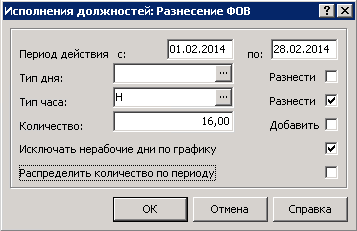 Исполнения должностей: Разнесение ФОВ
Период действия с: 01.02.2014 по: 28.02.2014
Тип дня: ... Разнести
Тип часа: Н ... Разнести
Количество: 16,00 Добавить
Исключать нерабочие дни по графику
Распределить количество по периоду
ОК Отмена Справка